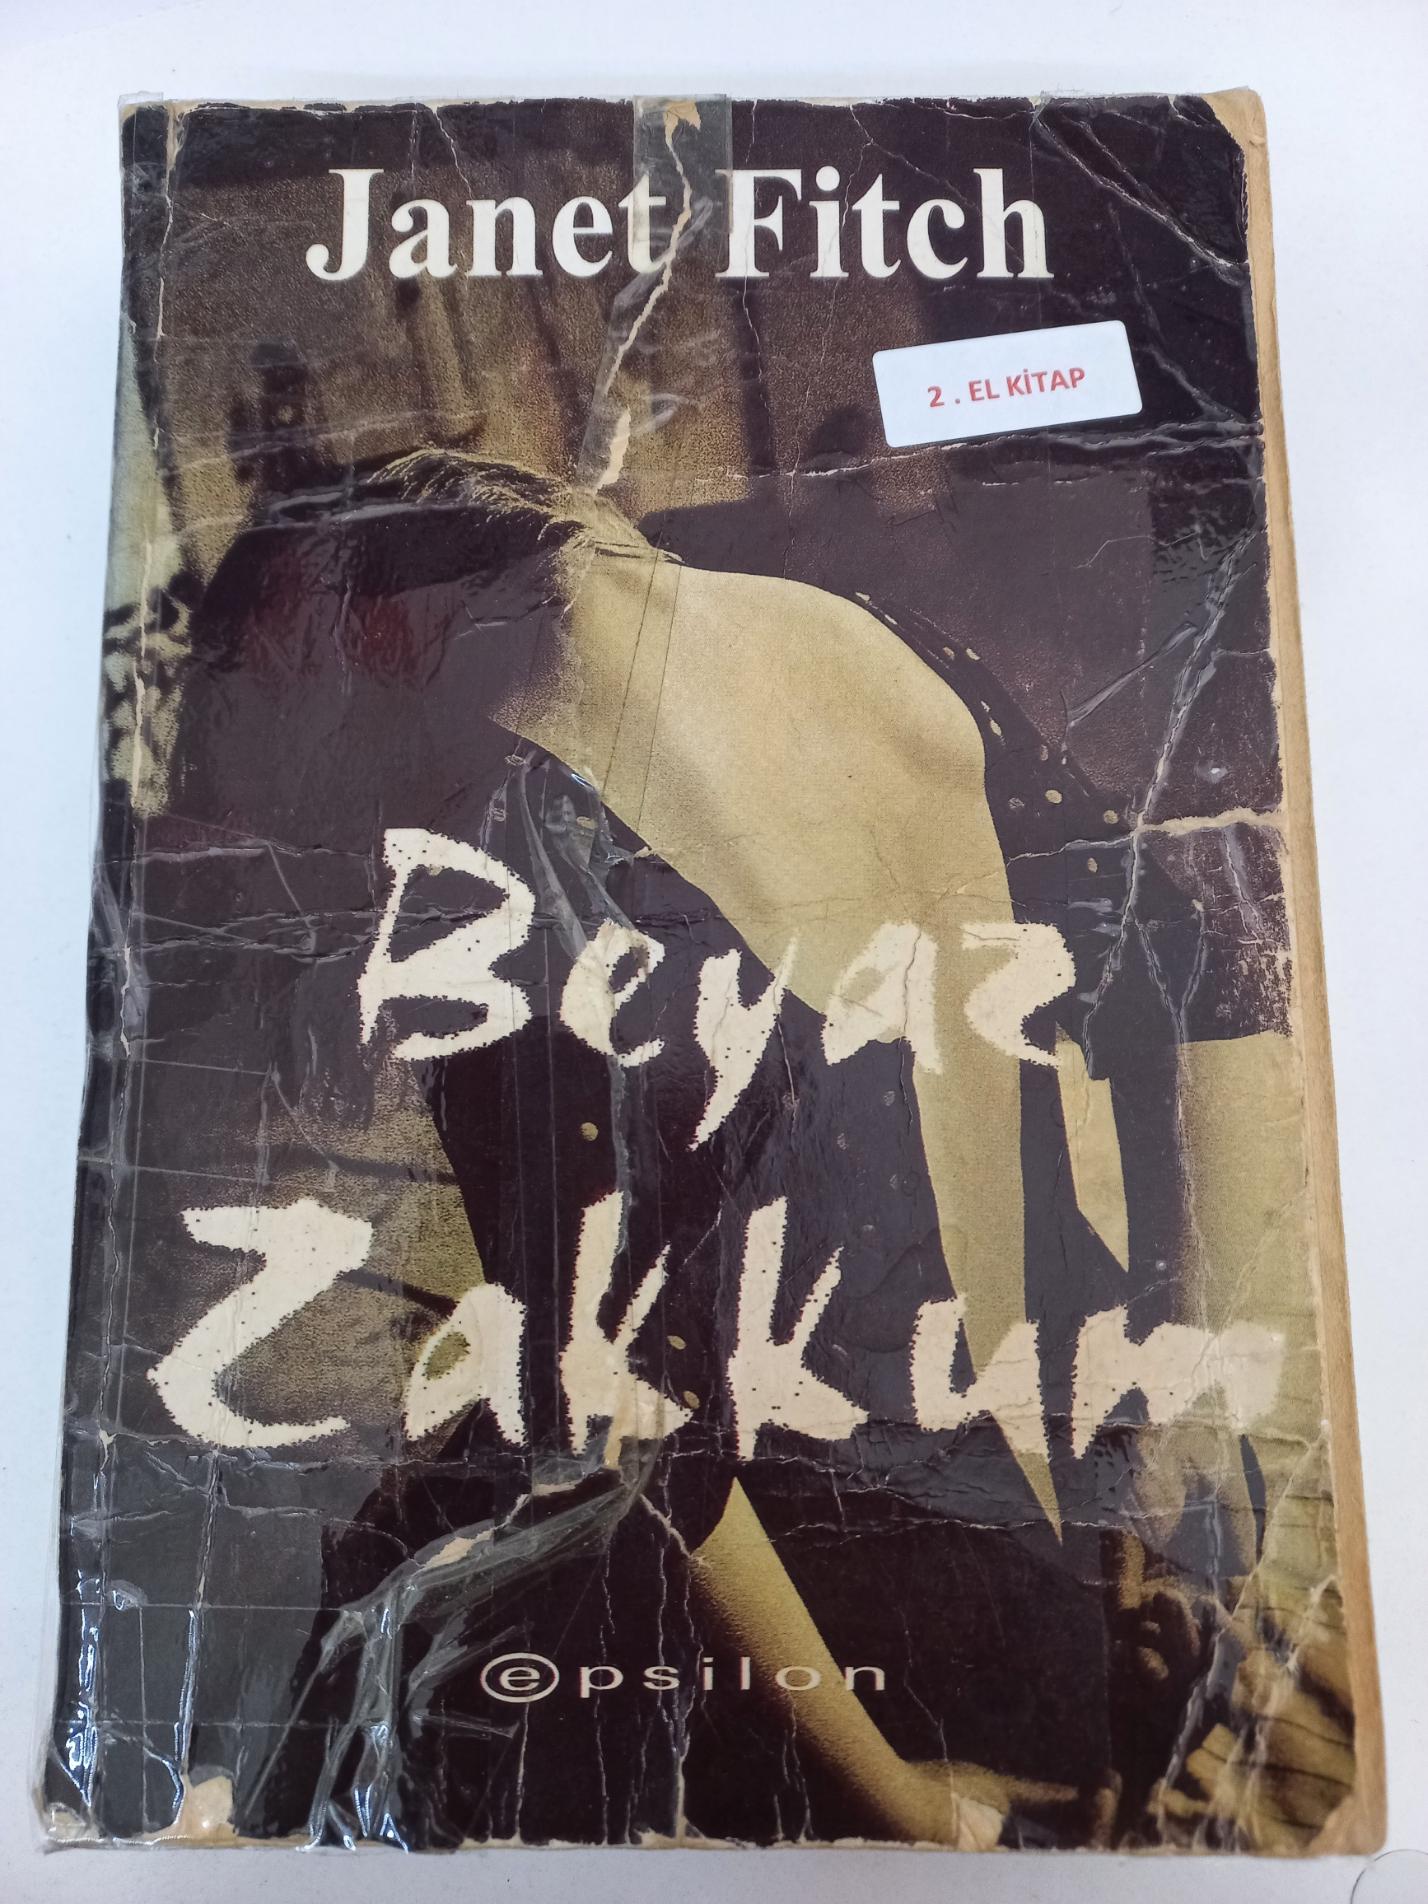 Janet Fitch
2 . EL KİTAP
Beyaz
Zakkum
epsilon